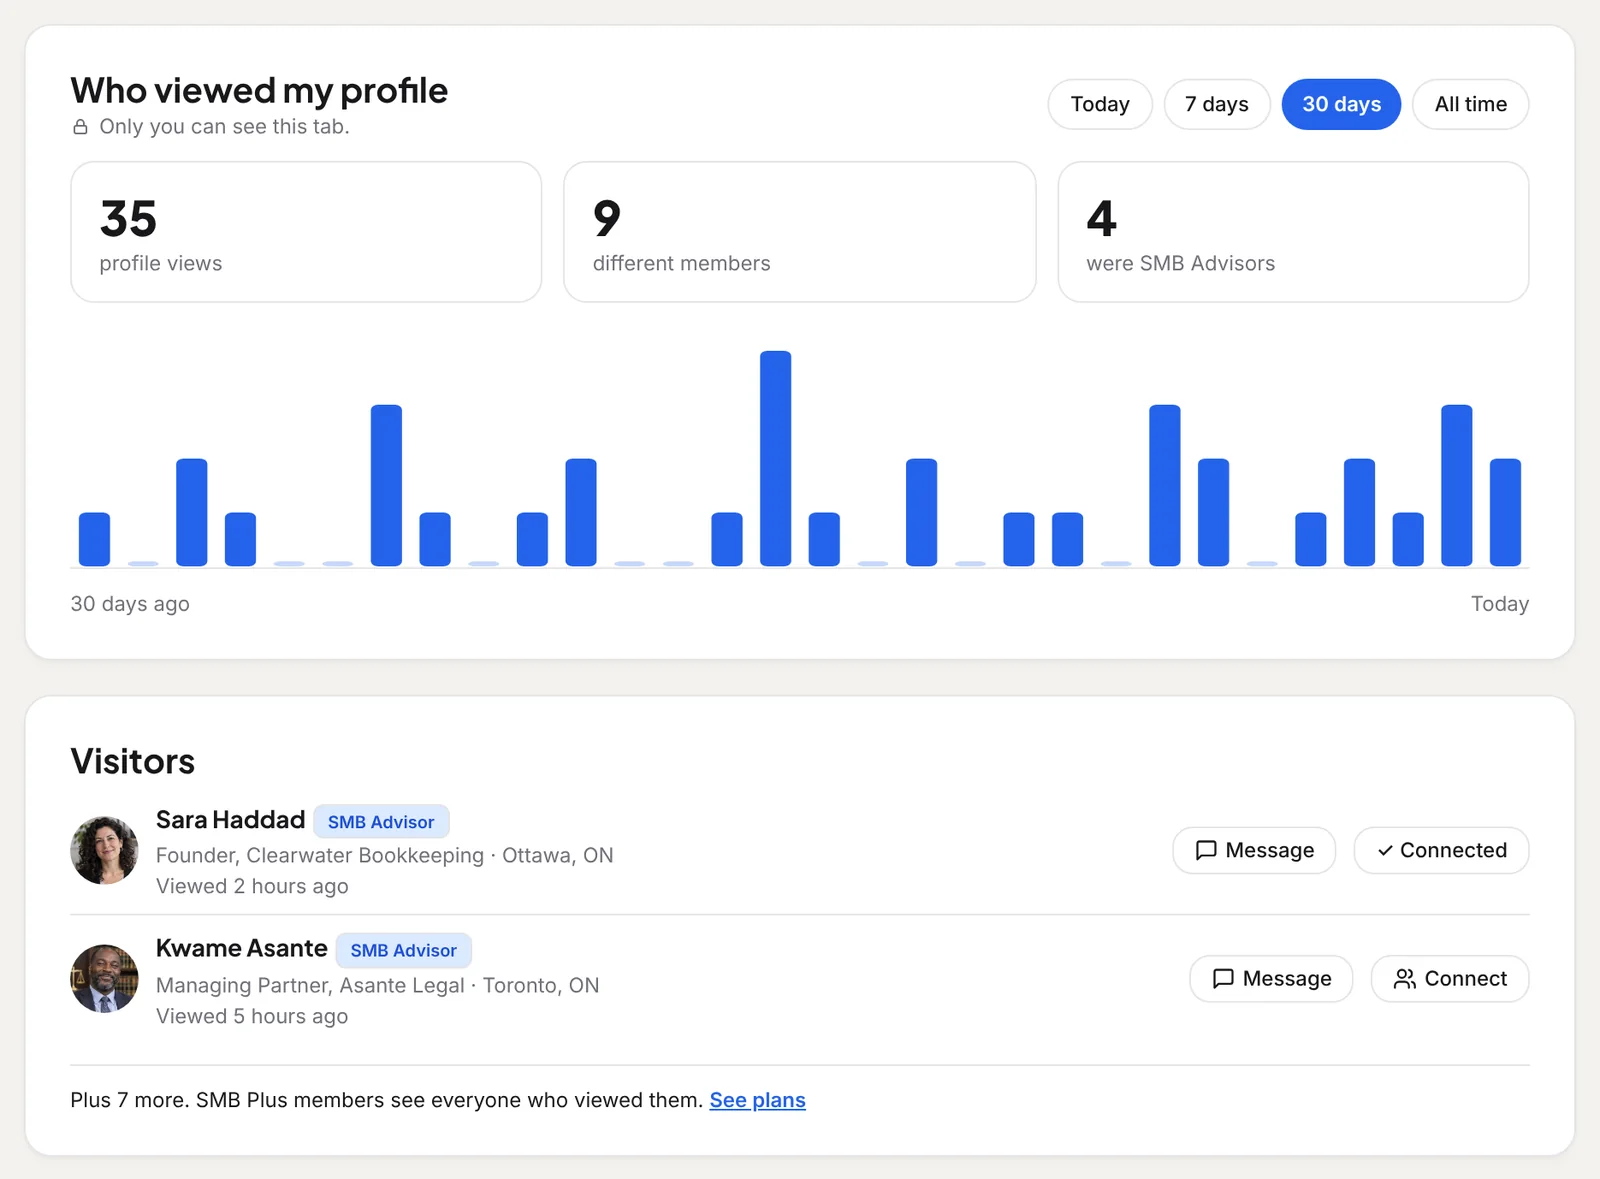 Who viewed my profile
Only you can see this tab.
Today
7 days
30 days
All time
35
profile views
9
different members
4
were SMB Advisors
30 days ago
Today
Visitors
Sara Haddad
SMB Advisor
Founder, Clearwater Bookkeeping · Ottawa, ON
Viewed 2 hours ago
Message
Connected
Kwame Asante
SMB Advisor
Managing Partner, Asante Legal · Toronto, ON
Viewed 5 hours ago
Message
Connect
Plus 7 more. SMB Plus members see everyone who viewed them. See plans